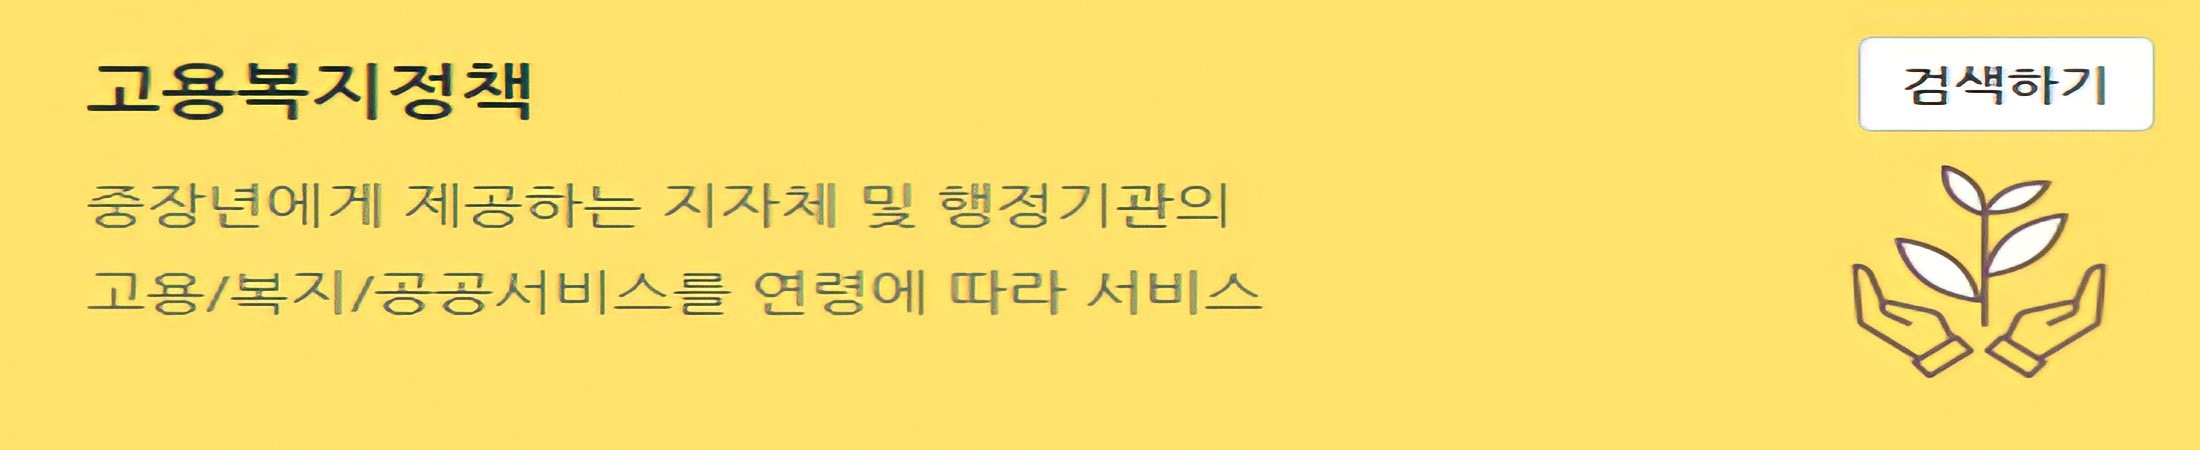 고용복지정책
검색하기
중장년에게 제공하는 지자체 및 행정기관의
고용/복지/공공서비스를 연령에 따라 서비스